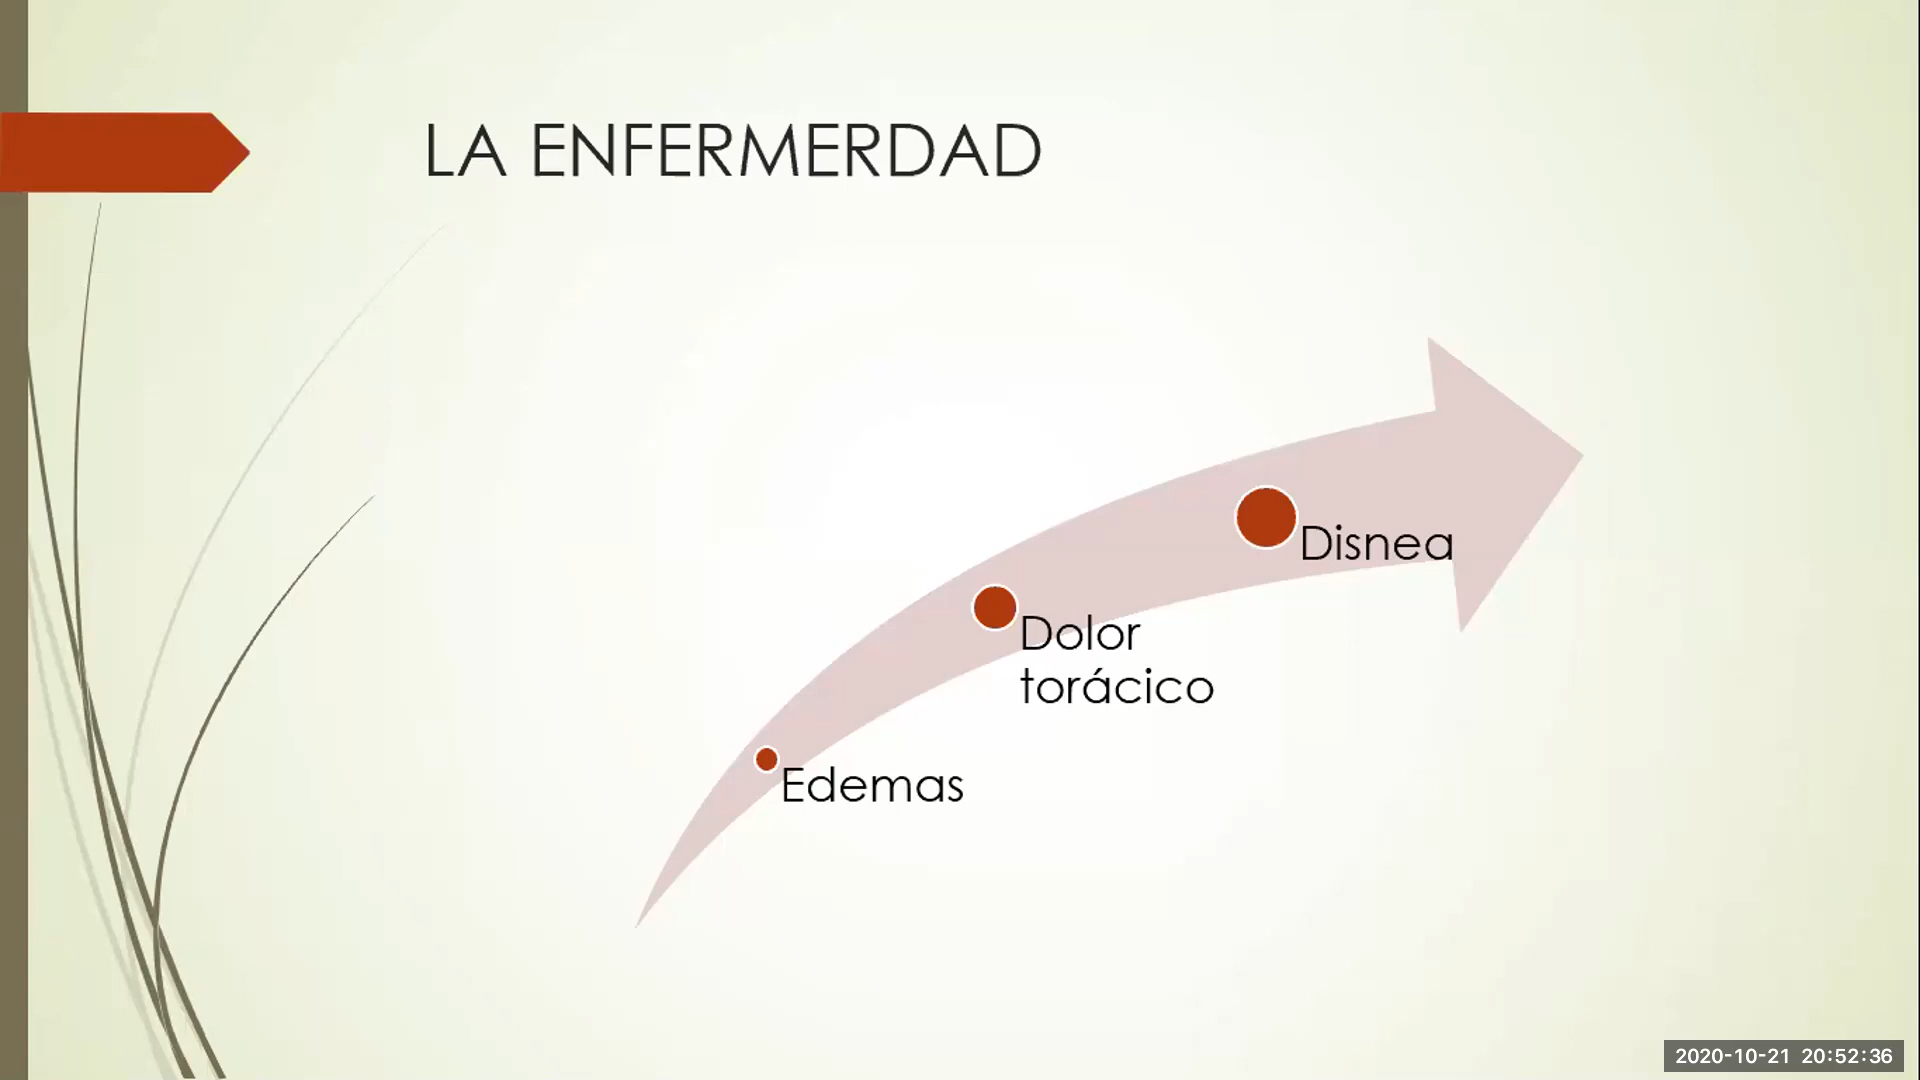 LA ENFERMERDAD
Disnea
Dolor
torácico
Edemas
2020-10-21 20:52:36